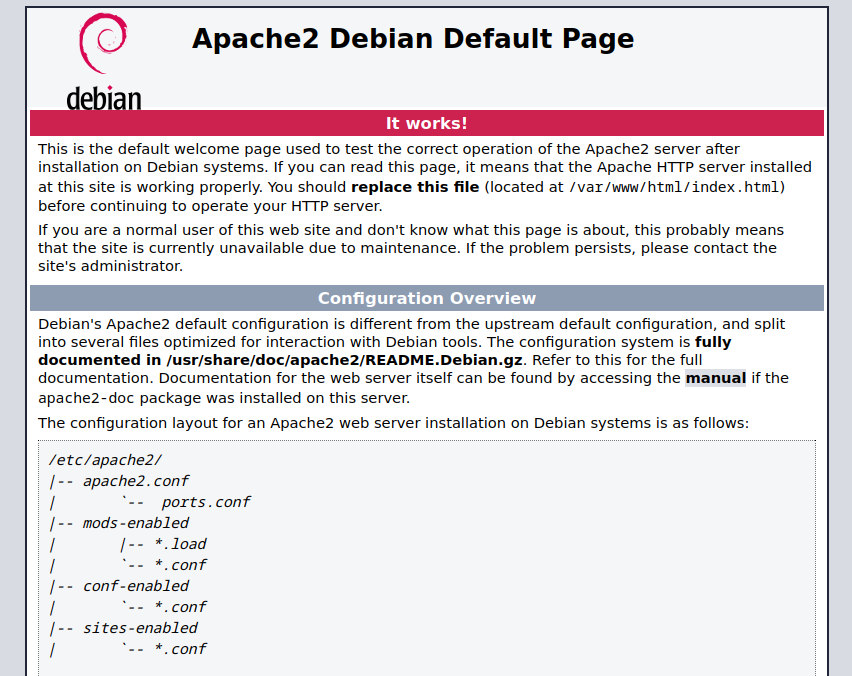 debian
Apache2 Debian Default Page
It works!
This is the default welcome page used to test the correct operation of the Apache2 server after
installation on Debian systems. If you can read this page, it means that the Apache HTTP server installed
at this site is working properly. You should replace this file (located at /var/www/html/index.html)
before continuing to operate your HTTP server.
If you are a normal user of this web site and don't know what this page is about, this probably means
that the site is currently unavailable due to maintenance. If the problem persists, please contact the
site's administrator.
Configuration Overview
Debian's Apache2 default configuration is different from the upstream default configuration, and split
into several files optimized for interaction with Debian tools. The configuration system is fully
documented in /usr/share/doc/apache2/README.Debian.gz. Refer to this for the full
documentation. Documentation for the web server itself can be found by accessing the manual if the
apache2-doc package was installed on this server.
The configuration layout for an Apache2 web server installation on Debian systems is as follows:
/etc/apache2/
|-- apache2.conf
|       `--  ports.conf
|-- mods-enabled
|       |-- *.load
|       `-- *.conf
|-- conf-enabled
|       `-- *.conf
|-- sites-enabled
|       `-- *.conf